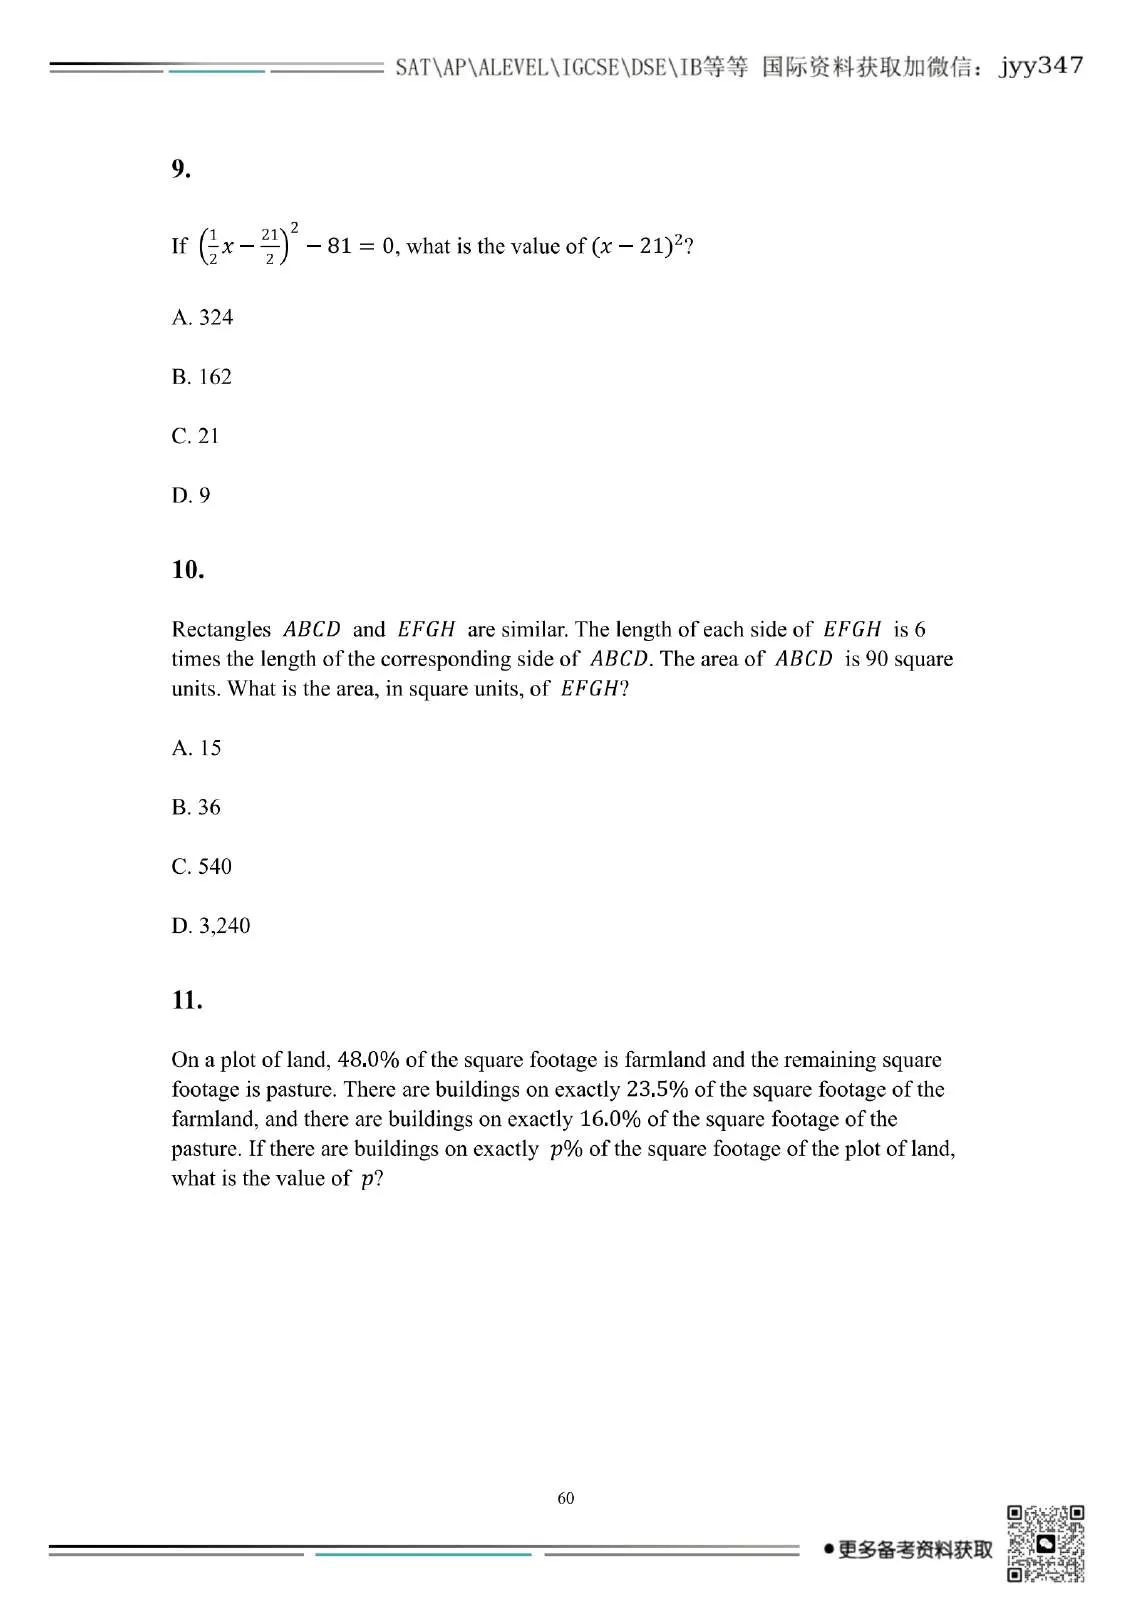 SAT\AP\ALEVEL\IGCSE\DSE\IB等等 国际资料获取加微信：jyy347
9.
If (1/2 x − 21/2)² − 81 = 0, what is the value of (x − 21)²?
A. 324
B. 162
C. 21
D. 9
10.
Rectangles ABCD and EFGH are similar. The length of each side of EFGH is 6
times the length of the corresponding side of ABCD. The area of ABCD is 90 square
units. What is the area, in square units, of EFGH?
A. 15
B. 36
C. 540
D. 3,240
11.
On a plot of land, 48.0% of the square footage is farmland and the remaining square
footage is pasture. There are buildings on exactly 23.5% of the square footage of the
farmland, and there are buildings on exactly 16.0% of the square footage of the
pasture. If there are buildings on exactly p% of the square footage of the plot of land,
what is the value of p?
60
●更多备考资料获取